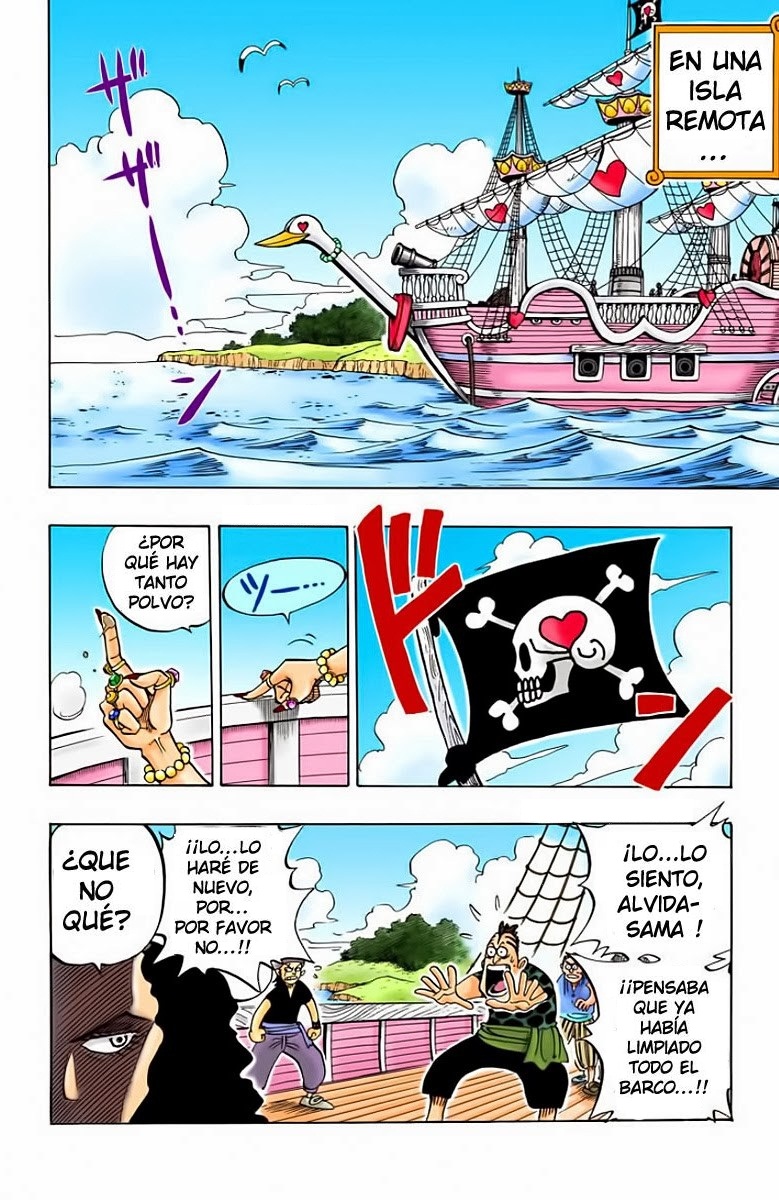 EN UNA
ISLA
REMOTA
...
ザ
ザ
ドン
ツー…
¿POR
QUÉ HAY
TANTO
POLVO?
¡LO...LO
SIENTO,
ALVIDA-
SAMA !
¡¡PENSABA
QUE YA
HABÍA
LIMPIADO
TODO EL
BARCO...!!
¡¡LO...LO
HARÉ DE
NUEVO,
POR...
POR FAVOR
NO...!!
¿QUE
NO
QUÉ?